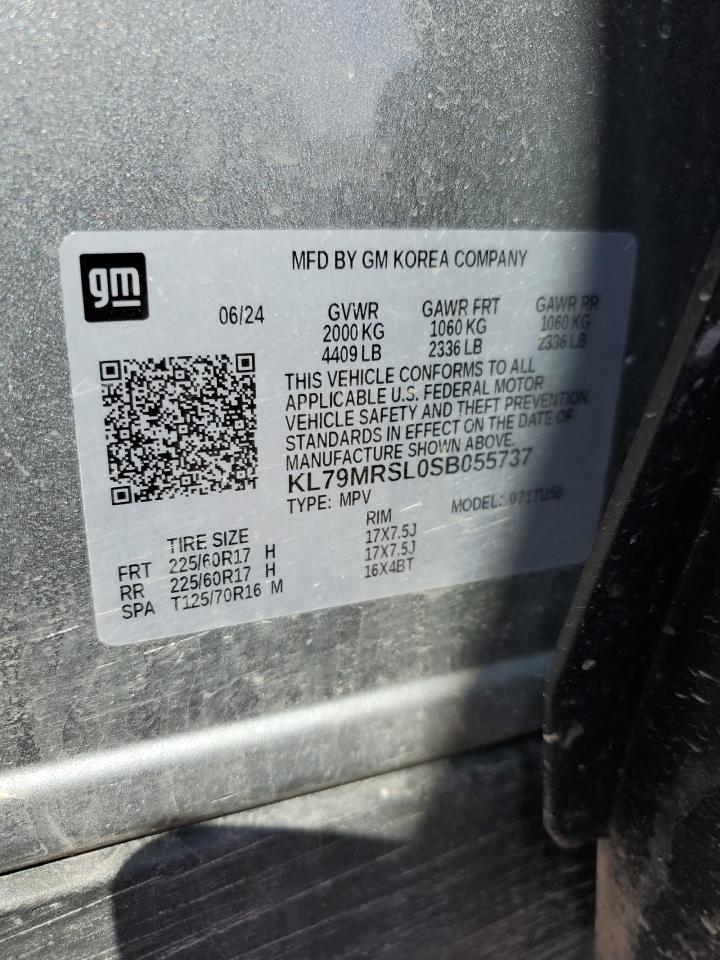 gm
MFD BY GM KOREA COMPANY
06/24 GVWR GAWR FRT GAWR RR
2000 KG 1060 KG 1060 KG
4409 LB 2336 LB 2336 LB
THIS VEHICLE CONFORMS TO ALL
APPLICABLE U.S. FEDERAL MOTOR
VEHICLE SAFETY AND THEFT PREVENTION
STANDARDS IN EFFECT ON THE DATE OF
MANUFACTURE SHOWN ABOVE.
KL79MRSL0SB055737
TYPE: MPV MODEL: 071TU56
TIRE SIZE RIM
FRT 225/60R17 H 17X7.5J
RR 225/60R17 H 17X7.5J
SPA T125/70R16 M 16X4BT